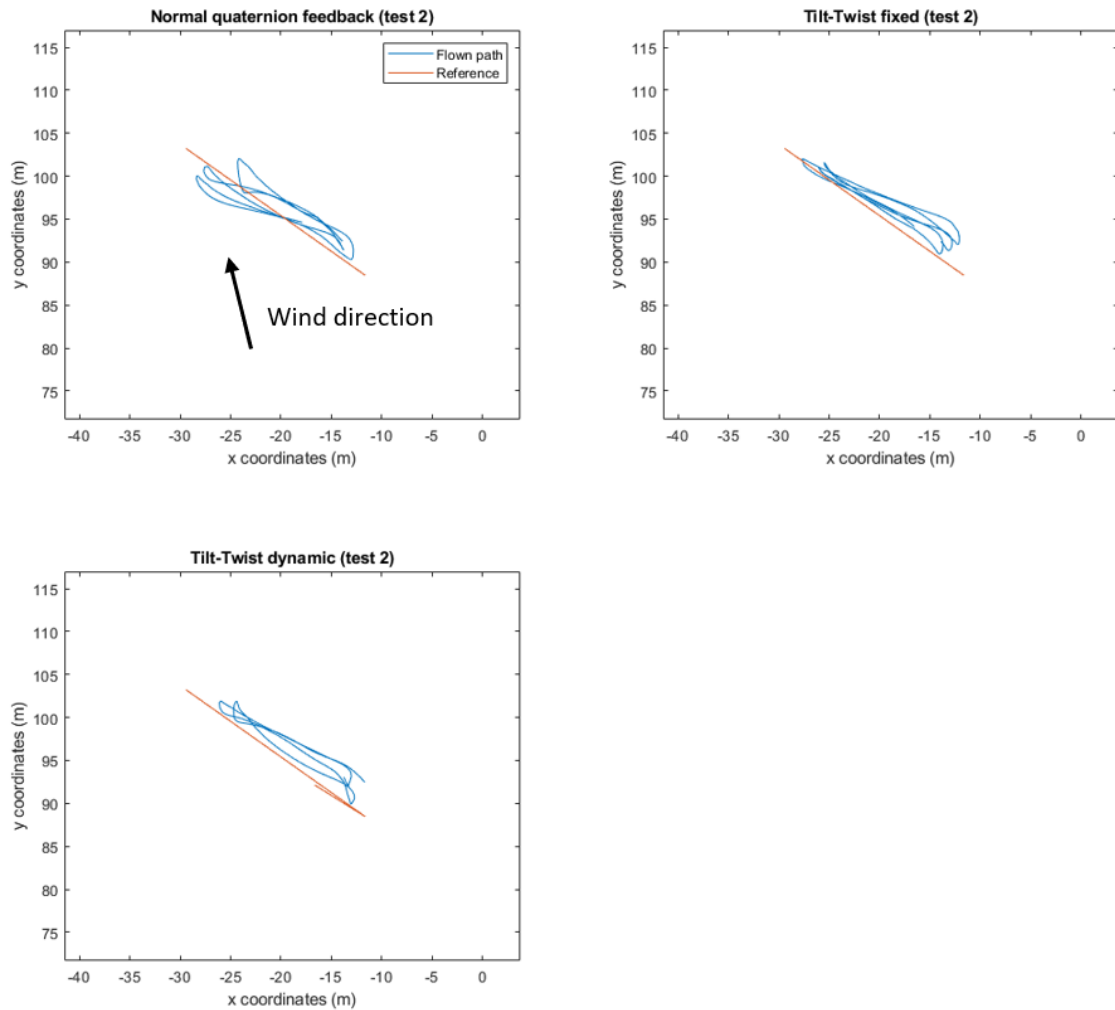 Normal quaternion feedback (test 2)
Flown path
Reference
115
110
105
100
95
90
85
80
75
y coordinates (m)
Wind direction
-40 -35 -30 -25 -20 -15 -10 -5 0
x coordinates (m)
Tilt-Twist fixed (test 2)
115
110
105
100
95
90
85
80
75
y coordinates (m)
-40 -35 -30 -25 -20 -15 -10 -5 0
x coordinates (m)
Tilt-Twist dynamic (test 2)
115
110
105
100
95
90
85
80
75
y coordinates (m)
-40 -35 -30 -25 -20 -15 -10 -5 0
x coordinates (m)